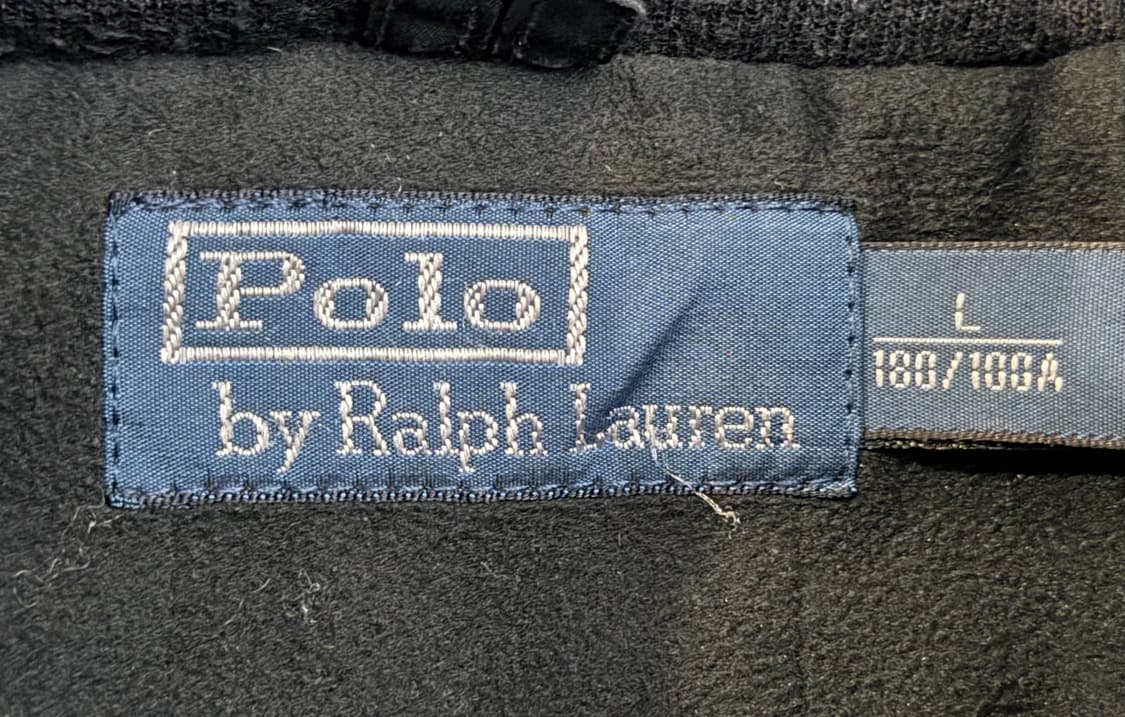 Polo
by Ralph Lauren
L
180/100A